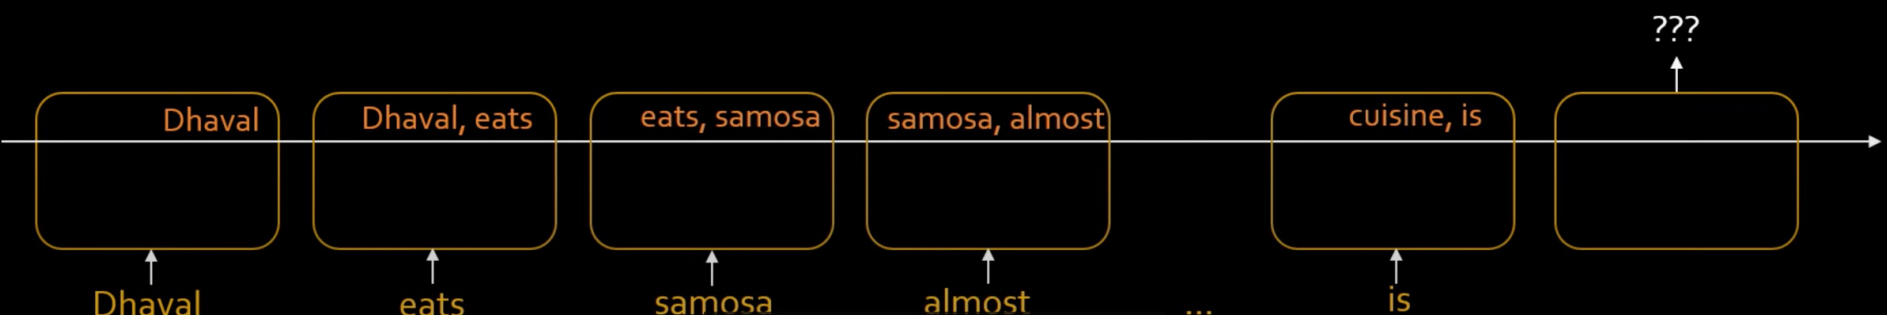 ???
Dhaval
Dhaval, eats
eats, samosa
samosa, almost
cuisine, is
Dhaval
eats
samosa
almost
...
is